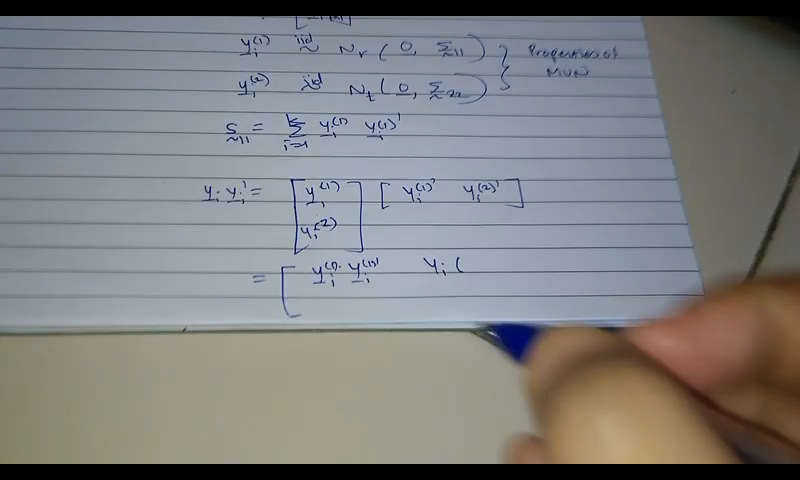 y_i^(1) iid ~ N_r ( 0, Σ_11 ) } Properties of
y_i^(2) iid ~ N_t ( 0, Σ_22 ) } MVN
S_11 = Σ_{i=1}^{k} y_i^(1) y_i^(1)'
y_i y_i' = [ y_i^(1) y_i^(2) ] [ y_i^(1)' y_i^(2)' ]
= [ y_i^(1) y_i^(1)' y_i (